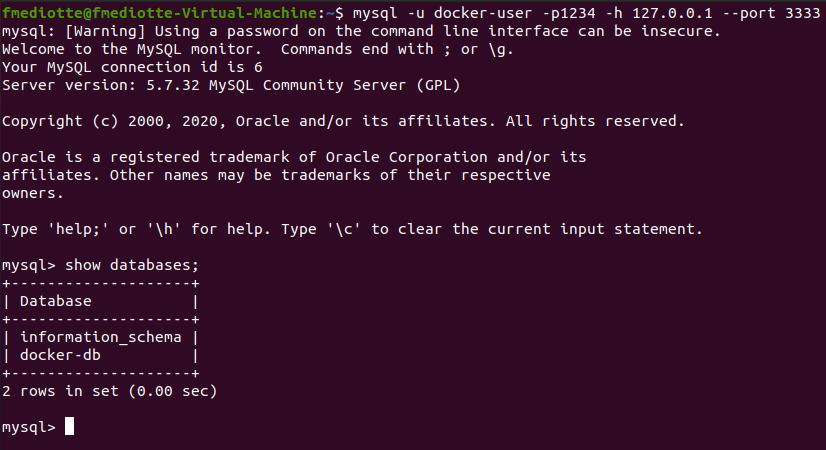 fmediotte@fmediotte-Virtual-Machine:~$ mysql -u docker-user -p1234 -h 127.0.0.1 --port 3333
mysql: [Warning] Using a password on the command line interface can be insecure.
Welcome to the MySQL monitor.  Commands end with ; or \g.
Your MySQL connection id is 6
Server version: 5.7.32 MySQL Community Server (GPL)

Copyright (c) 2000, 2020, Oracle and/or its affiliates. All rights reserved.

Oracle is a registered trademark of Oracle Corporation and/or its
affiliates. Other names may be trademarks of their respective
owners.

Type 'help;' or '\h' for help. Type '\c' to clear the current input statement.

mysql> show databases;
+--------------------+
| Database           |
+--------------------+
| information_schema |
| docker-db          |
+--------------------+
2 rows in set (0.00 sec)

mysql>